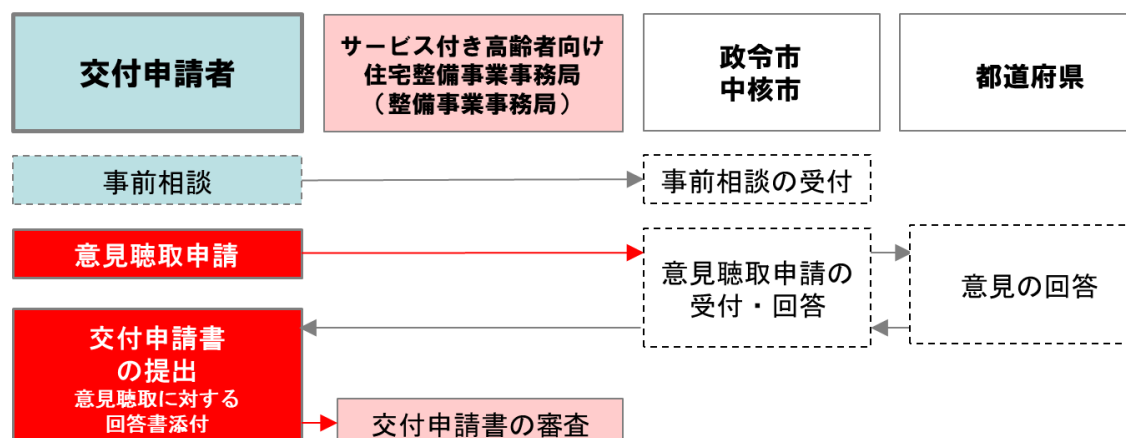 交付申請者
サービス付き高齢者向け
住宅整備事業事務局
（整備事業事務局）
政令市
中核市
都道府県
事前相談
事前相談の受付
意見聴取申請
意見聴取申請の
受付・回答
意見の回答
交付申請書
の提出
意見聴取に対する
回答書添付
交付申請書の審査